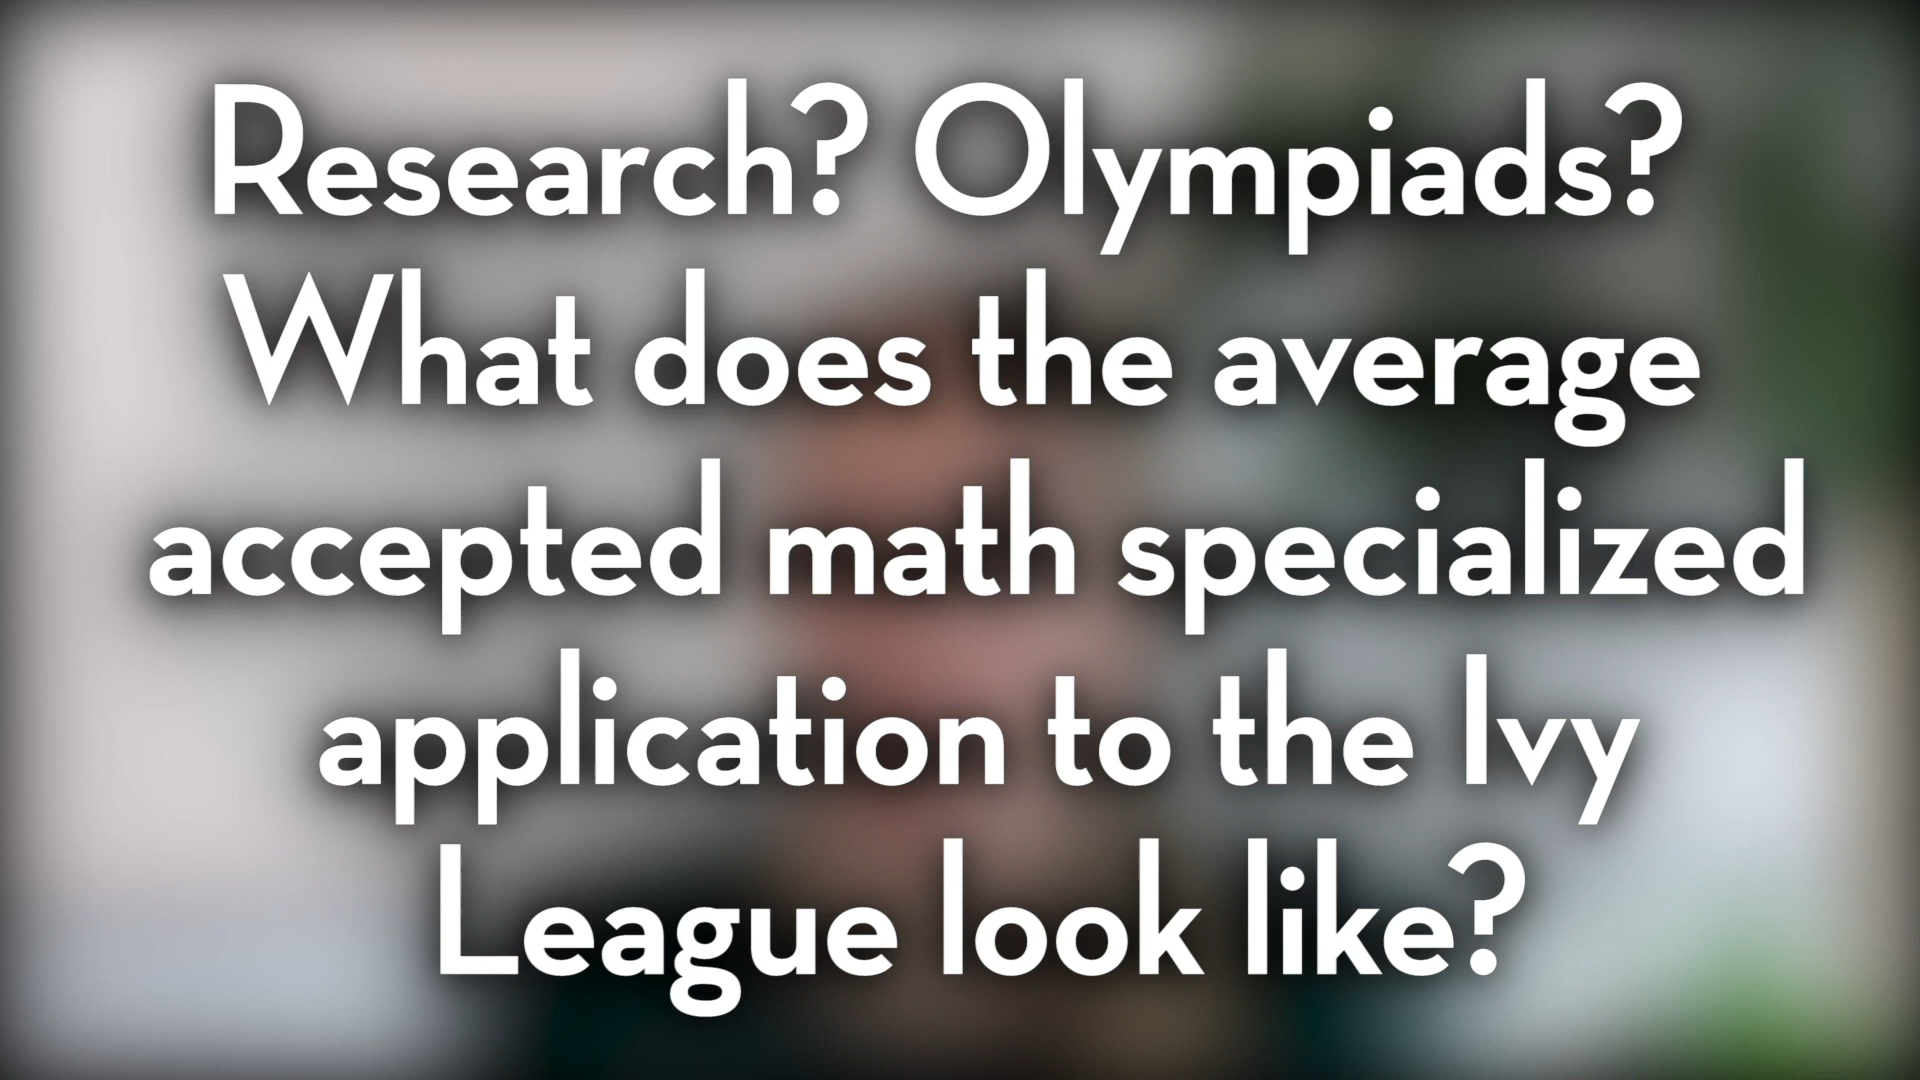 Research? Olympiads?
What does the average
accepted math specialized
application to the Ivy
League look like?